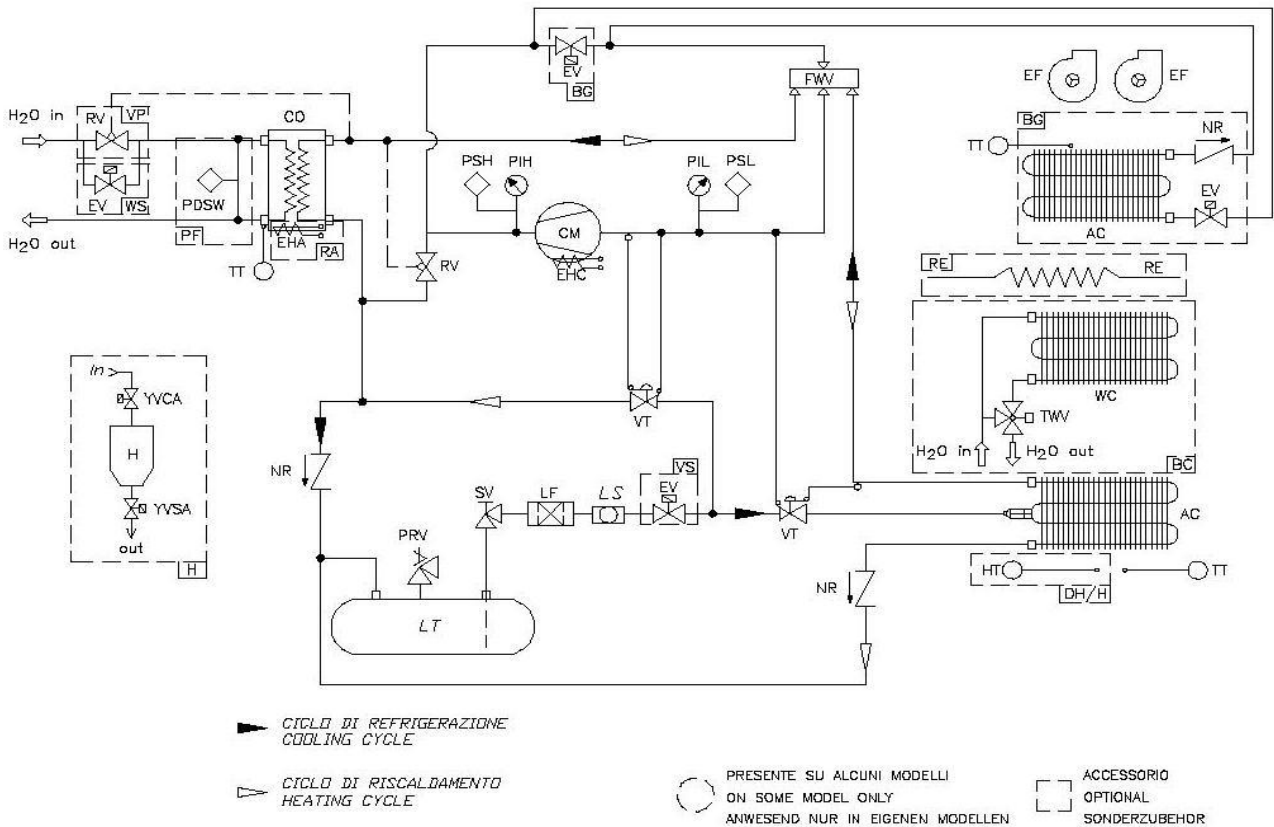 EV
BG
FWV
EF
EF
H₂O in
RV
VP
CD
BG
NR
TT
PSH
PIH
PIL
PSL
EV
PDSW
EV
WS
AC
H₂O out
PF
EHA
RA
CM
TT
RV
EHC
RE
RE
In
YVCA
WC
VT
TWV
H
H₂O in
H₂O out
BC
NR
VS
SV
LF
LS
EV
YVSA
AC
VT
out
PRV
H
HT
TT
NR
DH/H
LT
CICLO DI REFRIGERAZIONE
COOLING CYCLE
CICLO DI RISCALDAMENTO
HEATING CYCLE
PRESENTE SU ALCUNI MODELLI
ON SOME MODEL ONLY
ANWESEND NUR IN EIGENEN MODELLEN
ACCESSORIO
OPTIONAL
SONDERZUBEHOR